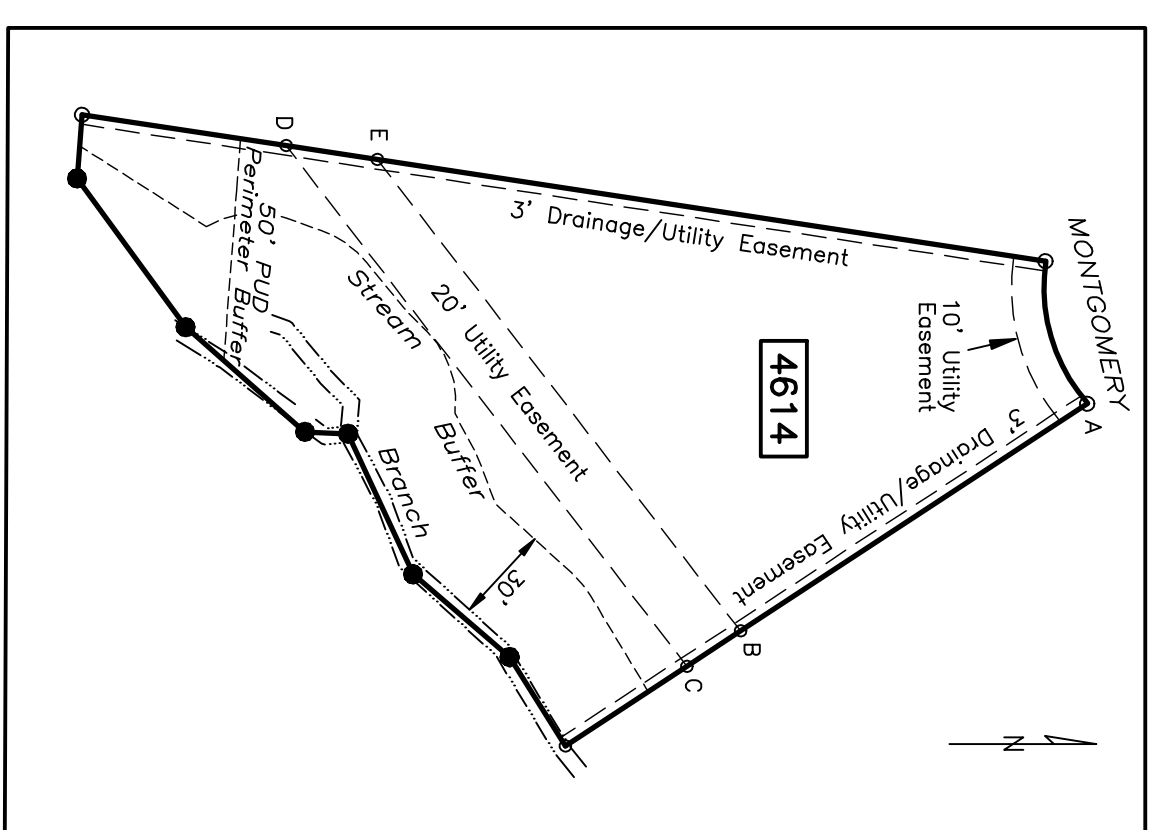 MONTGOMERY
A
10' Utility
Easement
3' Drainage/Utility Easement
3' Drainage/Utility Easement
4614
E
D
20' Utility Easement
B
C
Stream
Buffer
50' PUD
Perimeter Buffer
Branch
30'
N